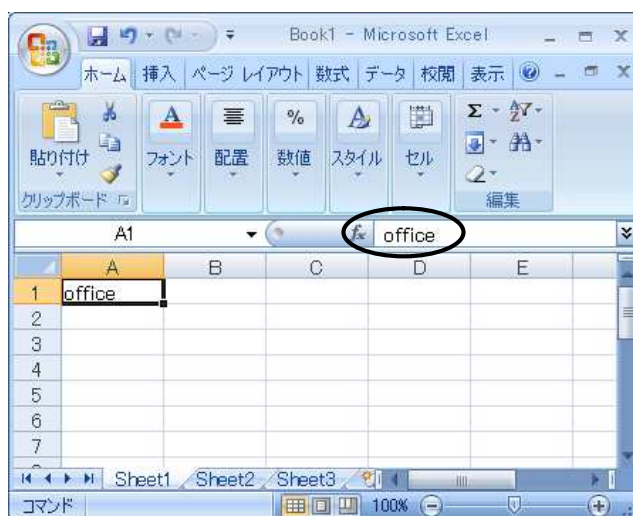 Book1 - Microsoft Excel
ホーム 挿入 ページ レイアウト 数式 データ 校閲 表示
貼り付け フォント 配置 % 数値 スタイル セル Σ
クリップボード 編集
A1 fx office
A B C D E
1 office
2
3
4
5
6
7
Sheet1 Sheet2 Sheet3
コマンド 100%